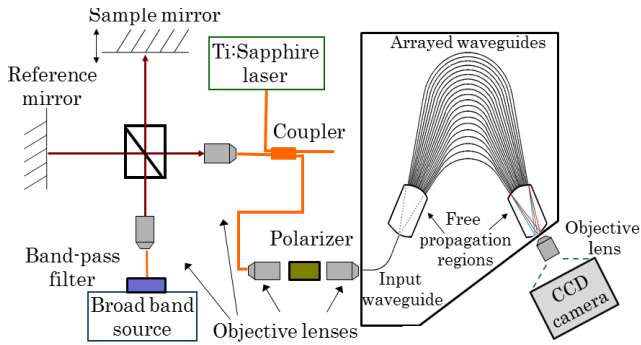 Sample mirror
Reference
mirror
Ti:Sapphire
laser
Coupler
Arrayed waveguides
Band-pass
filter
Broad band
source
Polarizer
Objective lenses
Input
waveguide
Free
propagation
regions
Objective
lens
CCD
camera